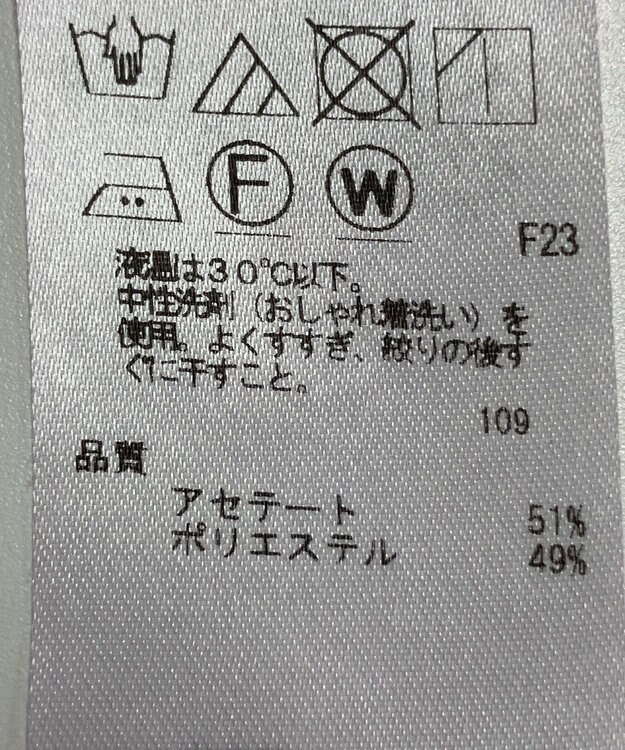 F
W
F23
液温は30℃以下。
中性洗剤（おしゃれ着洗い）を
使用。よくすすぎ、絞りの後す
ぐに干すこと。
109
品質
アセテート 51%
ポリエステル 49%